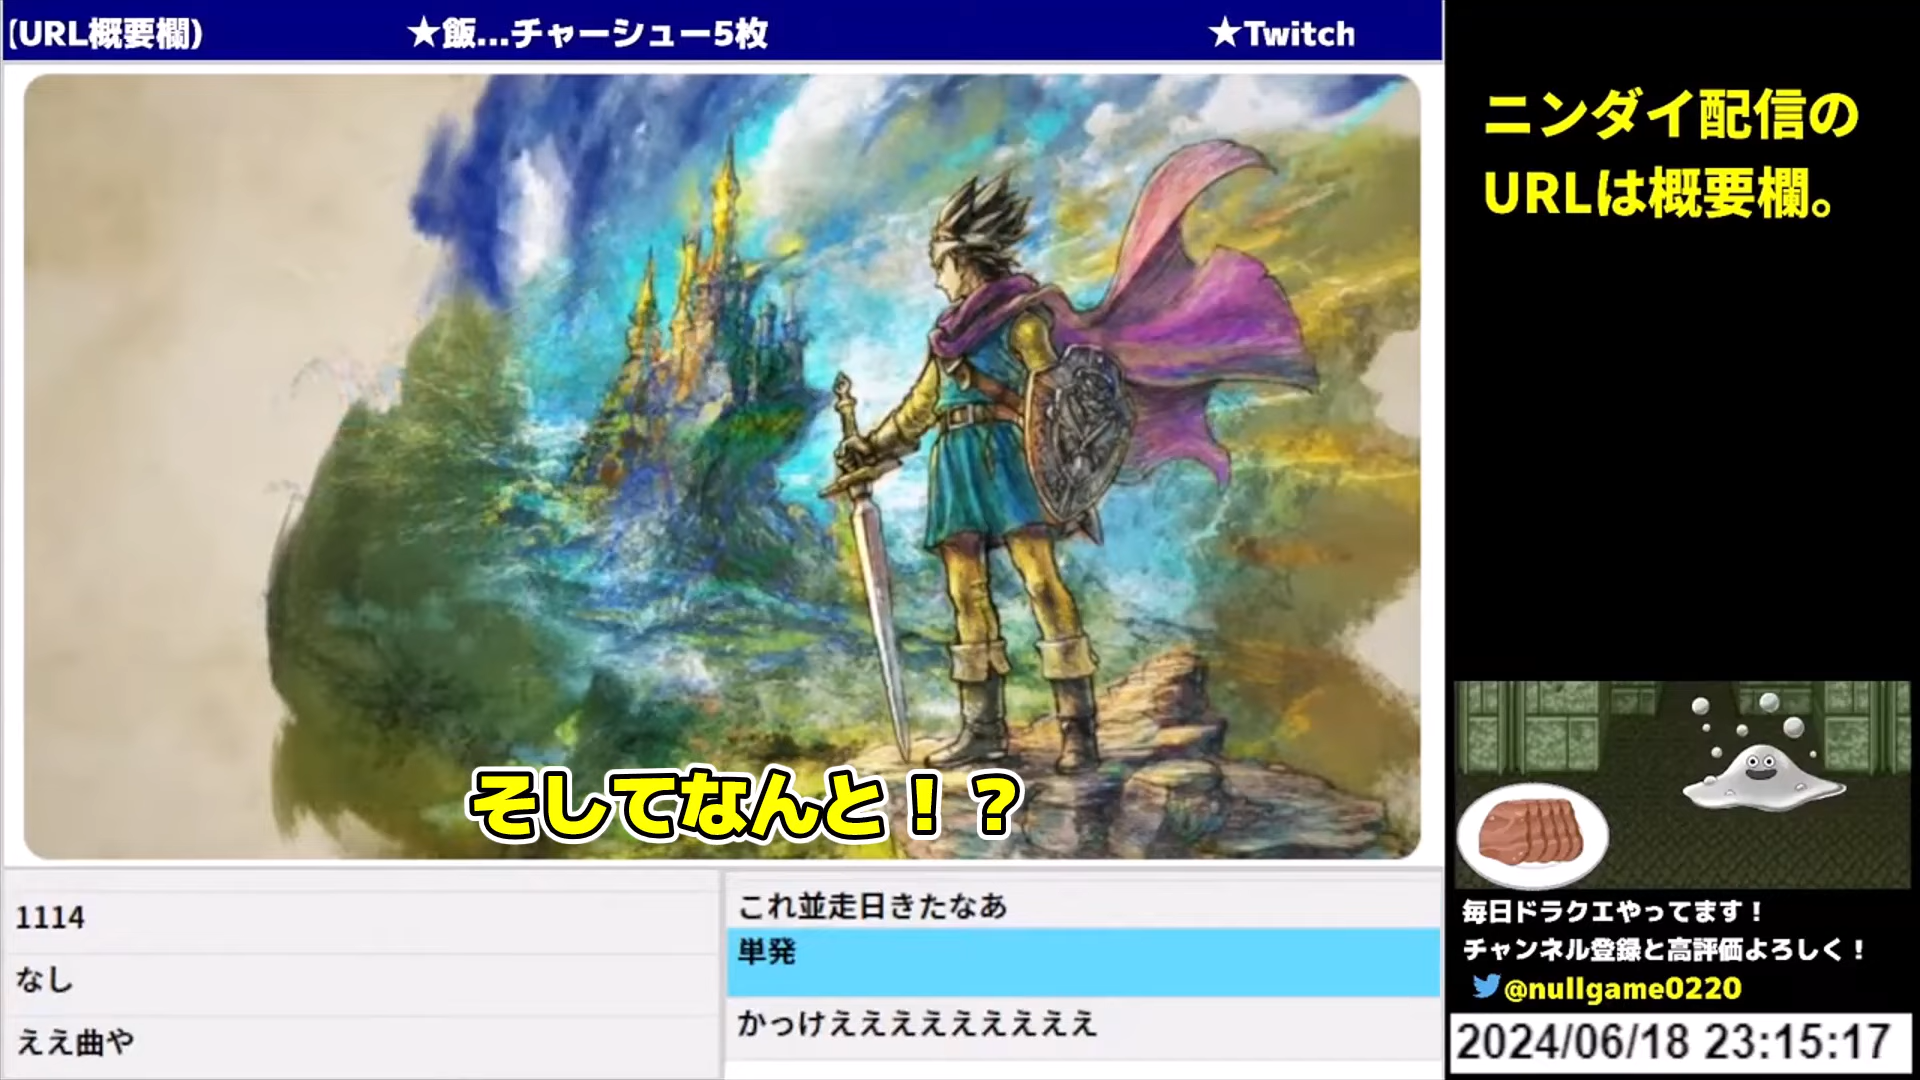 (URL概要欄)
★飯...チャーシュー5枚
★Twitch
ニンダイ配信の
URLは概要欄。
そしてなんと！？
1114
なし
ええ曲や
これ並走日きたなあ
単発
かっけえええええええええ
毎日ドラクエやってます！
チャンネル登録と高評価よろしく！
@nullgame0220
2024/06/18 23:15:17